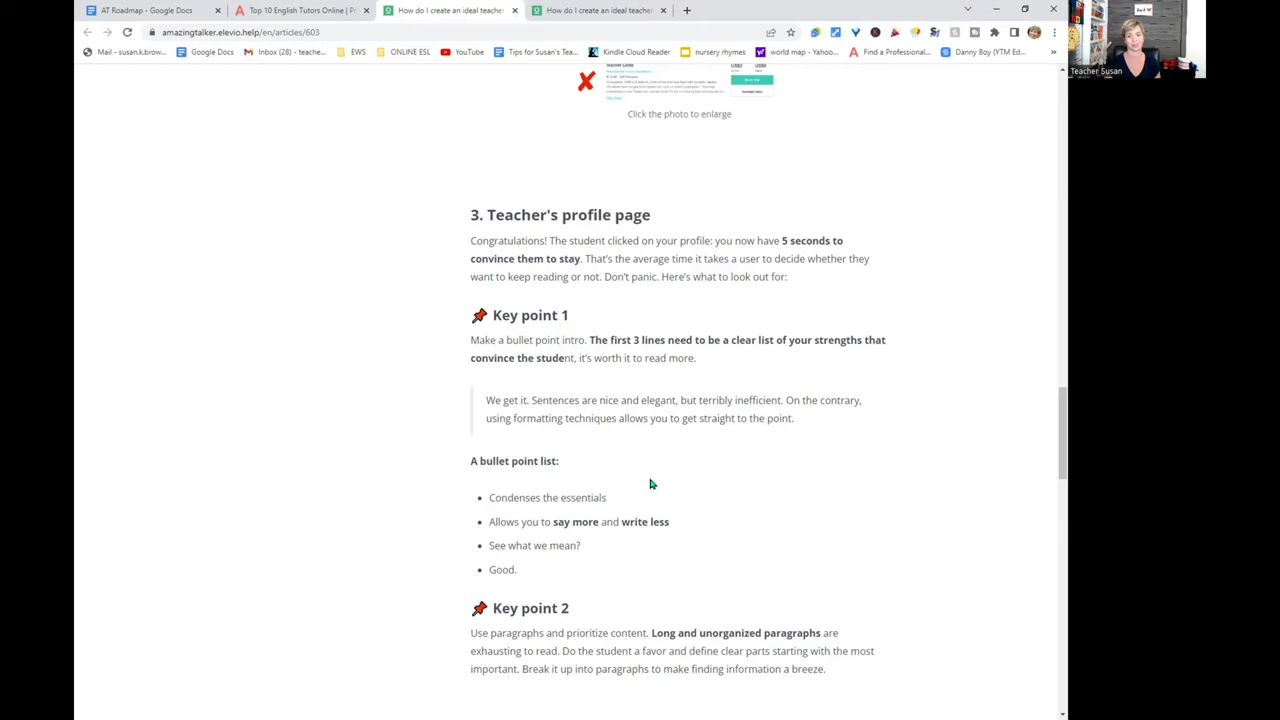 AT Roadmap - Google Docs
Top 10 English Tutors Online | P
How do I create an ideal teacher
How do I create an ideal teacher
amazingtalker.elevio.help/en/articles/603
Mail - susan.k.brow...
Google Docs
Inbox (28) - teache...
EWS
ONLINE ESL
YouTube
Tips for Susan's Tea...
Kindle Cloud Reader
nursery rhymes
world map - Yahoo...
Find a Professional...
Danny Boy (YTM Ed...
Teacher Susan
Click the photo to enlarge
3. Teacher's profile page
Congratulations! The student clicked on your profile: you now have 5 seconds to
convince them to stay. That's the average time it takes a user to decide whether they
want to keep reading or not. Don't panic. Here's what to look out for:
Key point 1
Make a bullet point intro. The first 3 lines need to be a clear list of your strengths that
convince the student, it's worth it to read more.
We get it. Sentences are nice and elegant, but terribly inefficient. On the contrary,
using formatting techniques allows you to get straight to the point.
A bullet point list:
• Condenses the essentials
• Allows you to say more and write less
• See what we mean?
• Good.
Key point 2
Use paragraphs and prioritize content. Long and unorganized paragraphs are
exhausting to read. Do the student a favor and define clear parts starting with the most
important. Break it up into paragraphs to make finding information a breeze.